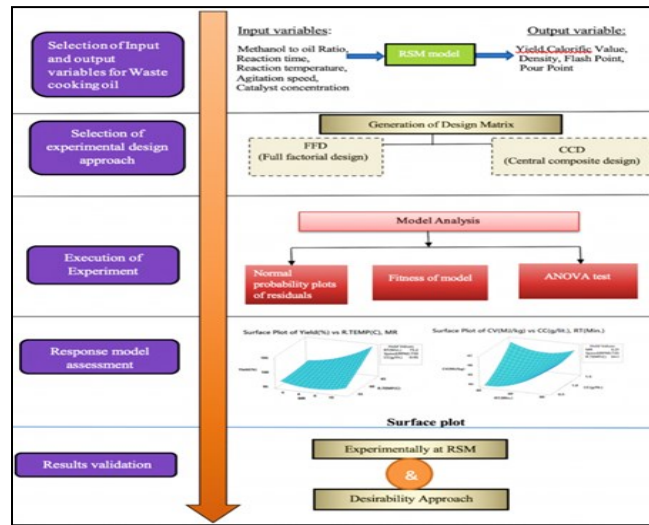 Selection of Input
and output
variables for Waste
cooking oil
Input variables:
Methanol to oil Ratio,
Reaction time,
Reaction temperature,
Agitation speed,
Catalyst concentration
RSM model
Output variable:
Yield,Calorific Value,
Density, Flash Point,
Pour Point
Selection of
experimental design
approach
Generation of Design Matrix
FFD
(Full factorial design)
CCD
(Central composite design)
Execution of
Experiment
Model Analysis
Normal
probability plots
of residuals
Fitness of model
ANOVA test
Response model
assessment
Surface Plot of Yield(%) vs R.TEMP(C), MR
Surface Plot of CV(MJ/kg) vs CC(g/lit.), RT(Min.)
Surface plot
Results validation
Experimentally at RSM
&
Desirability Approach